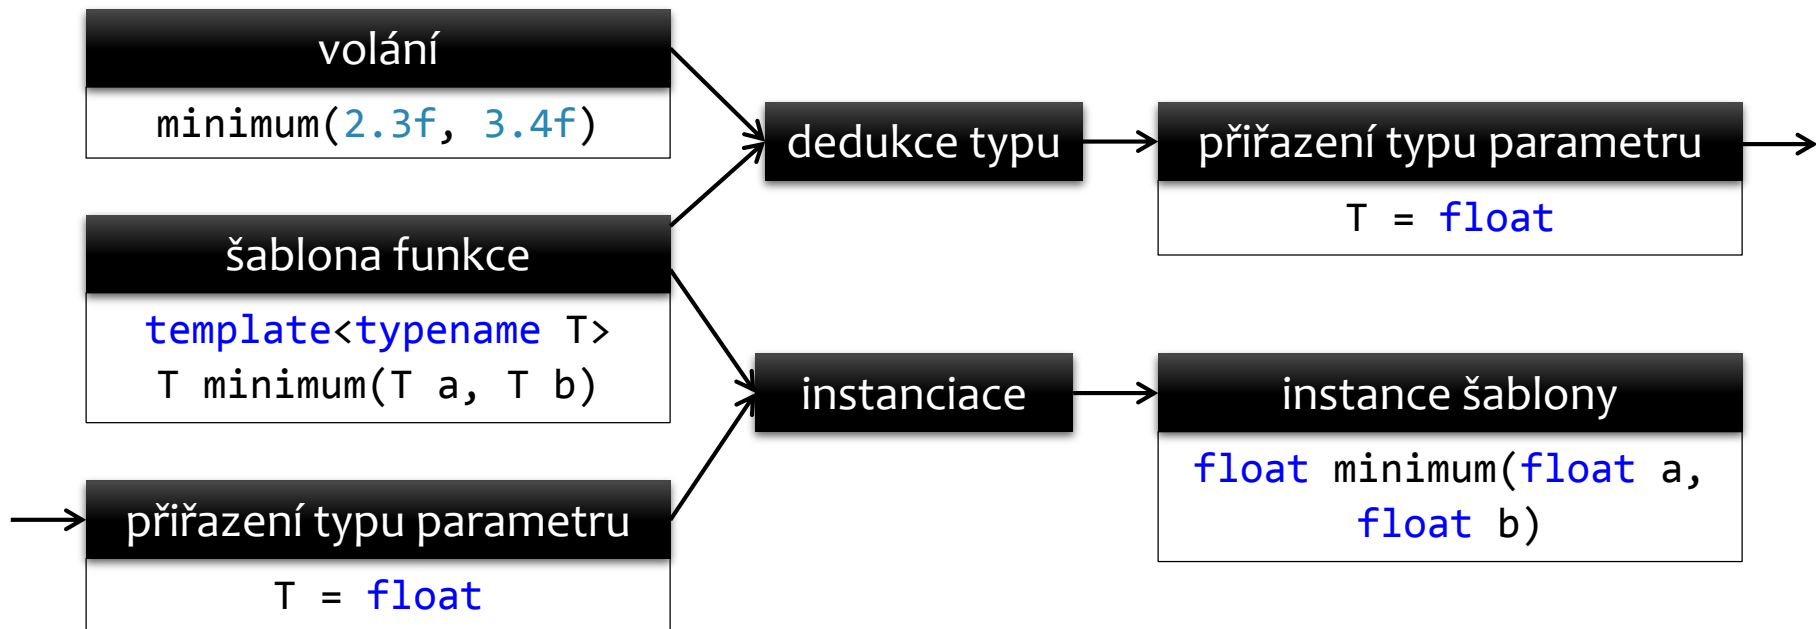 volání
minimum(2.3f, 3.4f)
dedukce typu
přiřazení typu parametru
T = float
šablona funkce
template<typename T>
T minimum(T a, T b)
instanciace
instance šablony
float minimum(float a,
float b)
přiřazení typu parametru
T = float